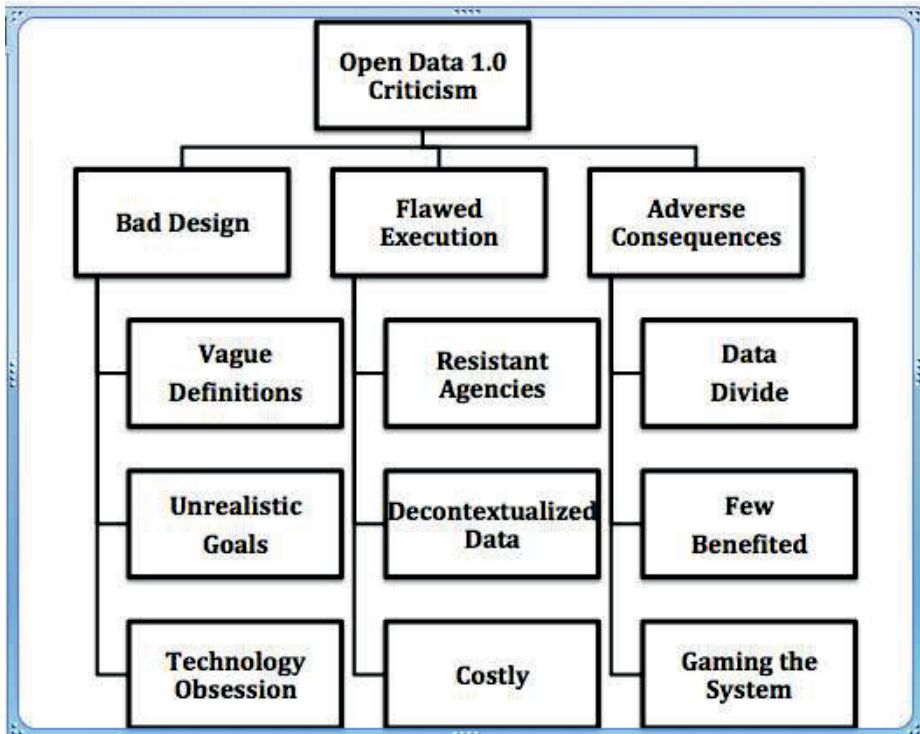 Open Data 1.0
Criticism
Bad Design
Flawed
Execution
Adverse
Consequences
Vague
Definitions
Resistant
Agencies
Data
Divide
Unrealistic
Goals
Decontextualized
Data
Few
Benefited
Technology
Obsession
Costly
Gaming the
System